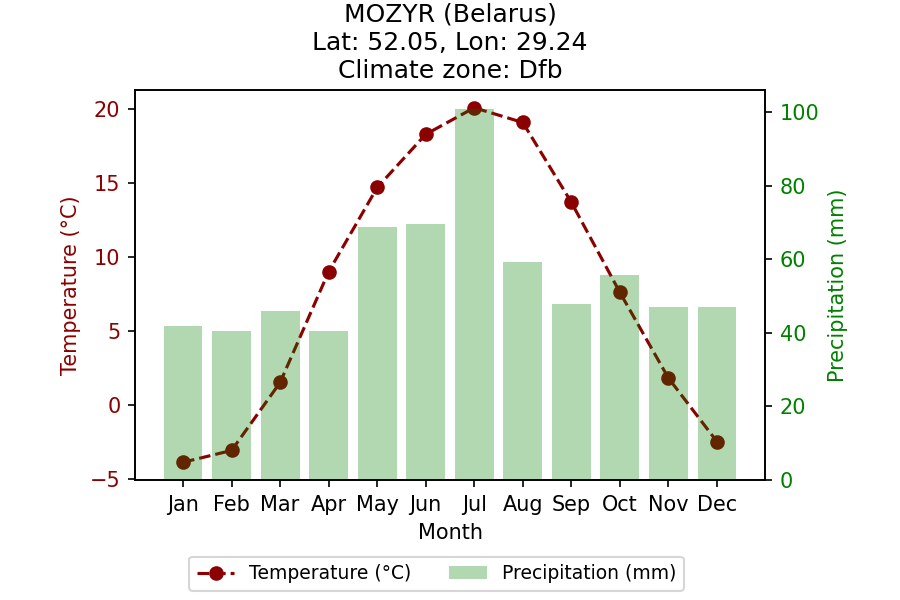 MOZYR (Belarus)
Lat: 52.05, Lon: 29.24
Climate zone: Dfb
Temperature (°C)
20
15
10
5
0
−5
100
80
60
40
20
0
Precipitation (mm)
Jan Feb Mar Apr May Jun Jul Aug Sep Oct Nov Dec
Month
Temperature (°C) Precipitation (mm)